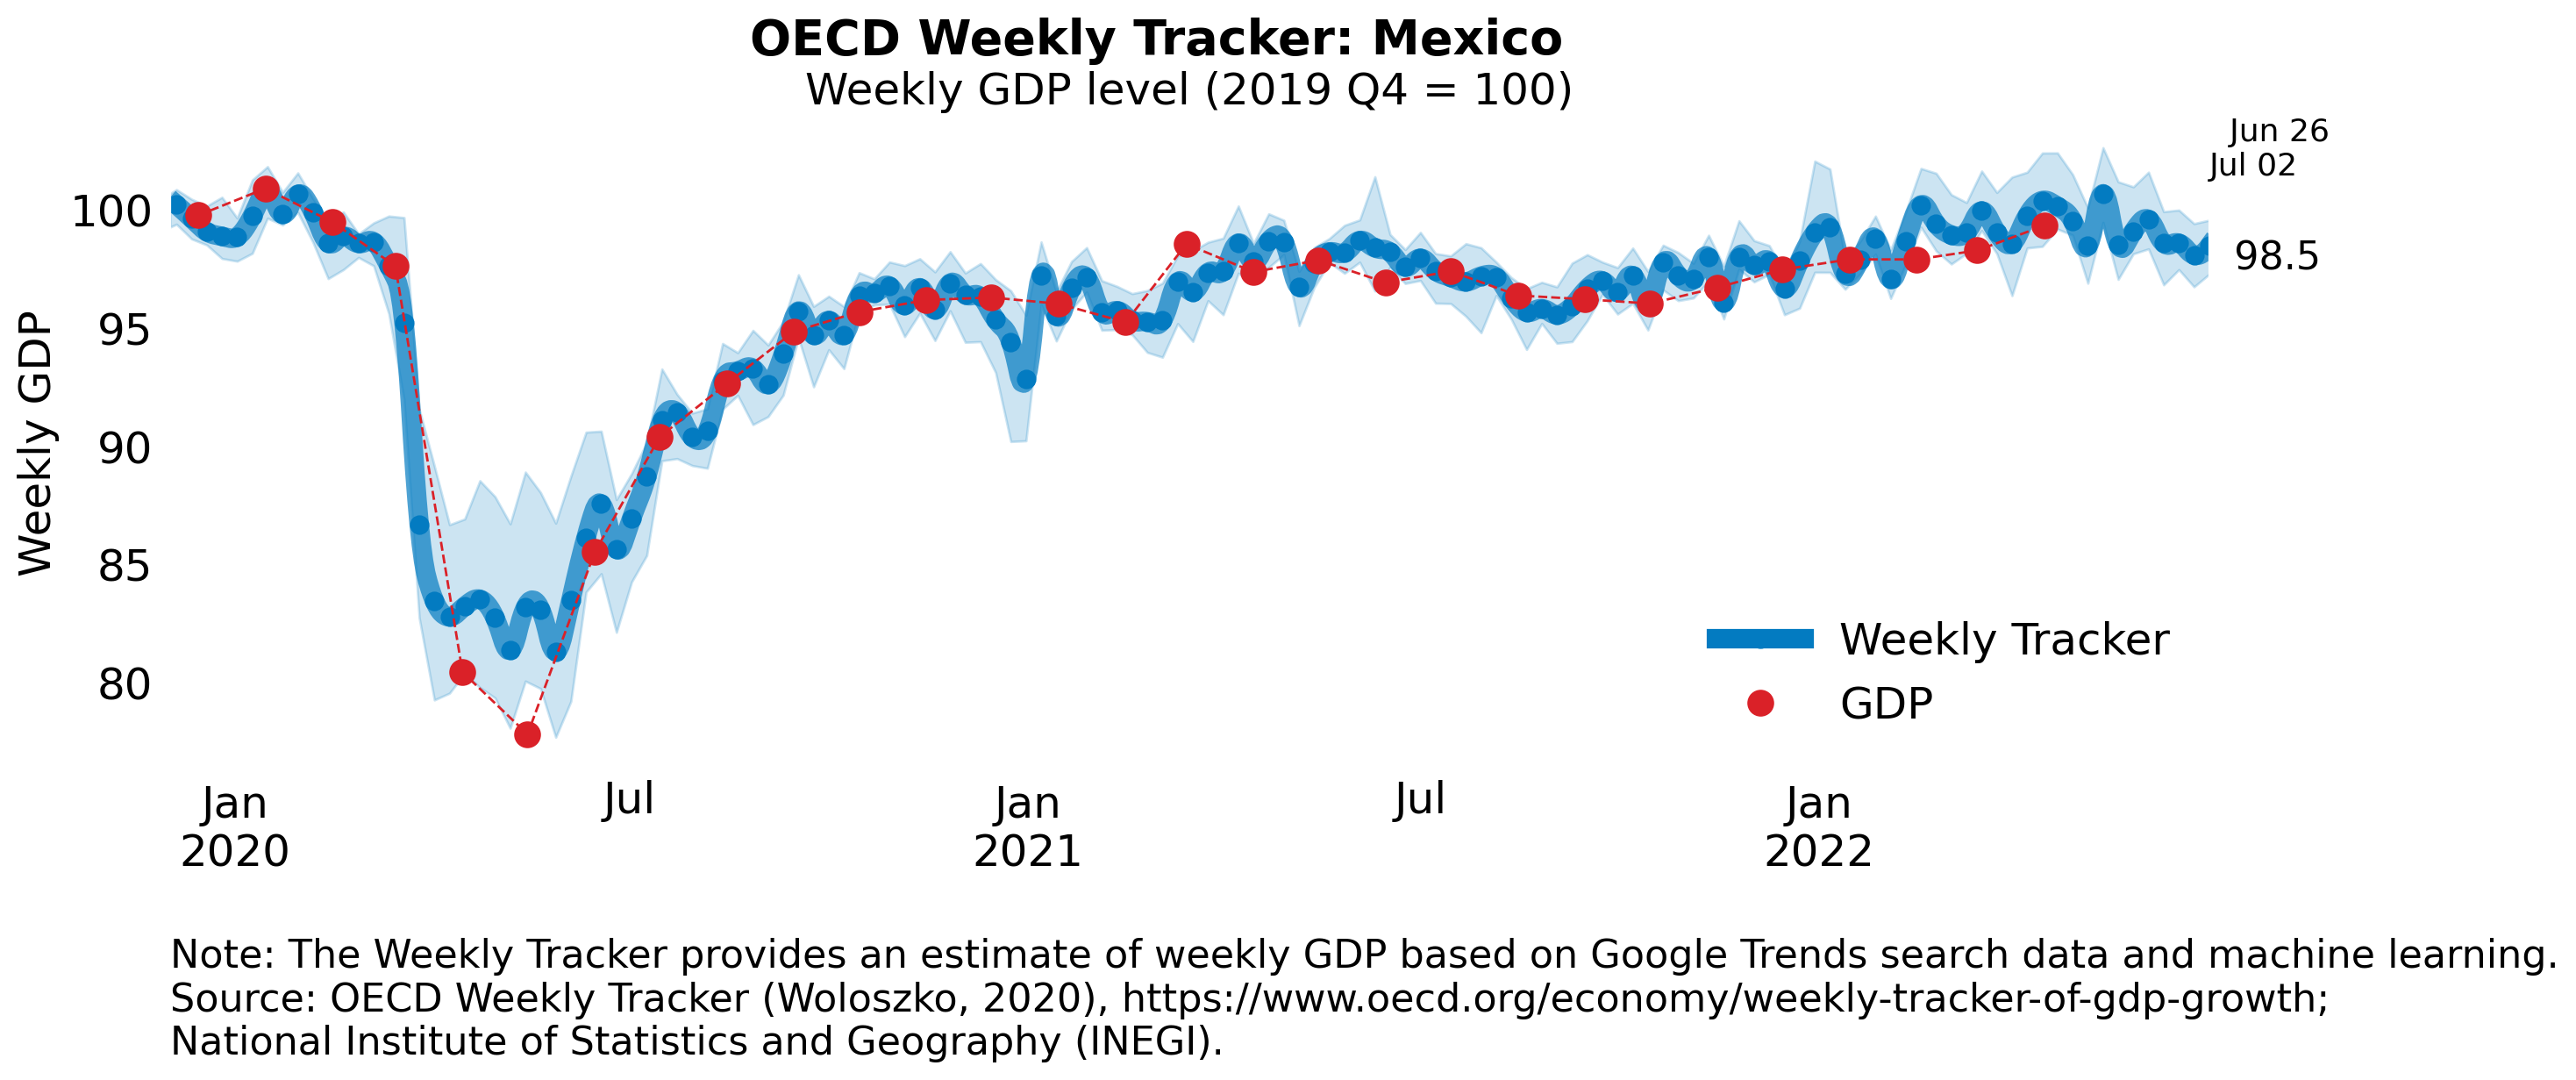 OECD Weekly Tracker: Mexico
Weekly GDP level (2019 Q4 = 100)
Jun 26
Jul 02
98.5
Weekly GDP
100
95
90
85
80
Weekly Tracker
GDP
Jan
2020
Jul
Jan
2021
Jul
Jan
2022
Note: The Weekly Tracker provides an estimate of weekly GDP based on Google Trends search data and machine learning.
Source: OECD Weekly Tracker (Woloszko, 2020), https://www.oecd.org/economy/weekly-tracker-of-gdp-growth;
National Institute of Statistics and Geography (INEGI).